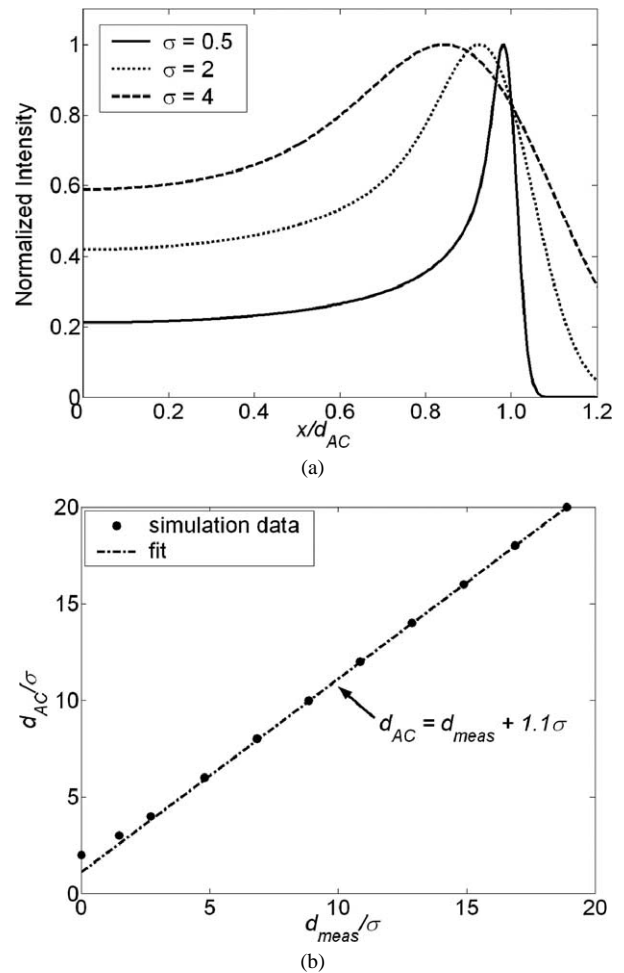 σ = 0.5
σ = 2
σ = 4
1
0.8
0.6
0.4
0.2
0
Normalized Intensity
0 0.2 0.4 0.6 0.8 1.0 1.2
x/d_AC
(a)
20
15
10
5
0
simulation data
fit
d_AC = d_meas + 1.1σ
d_AC/σ
0 5 10 15 20
d_meas/σ
(b)